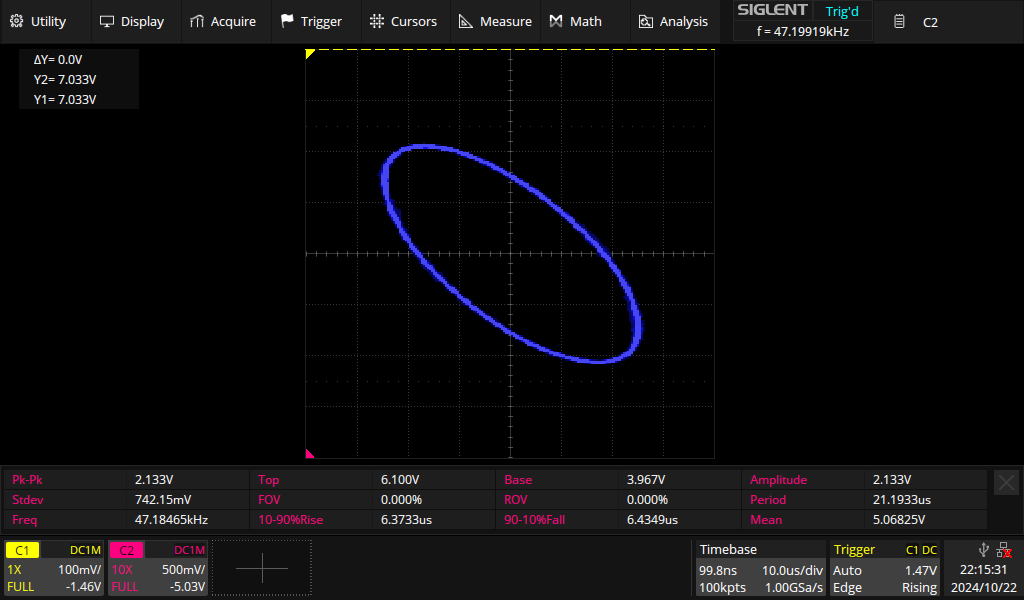 Utility Display Acquire Trigger Cursors Measure Math Analysis SIGLENT Trig'd C2
f = 47.19919kHz
ΔY= 0.0V
Y2= 7.033V
Y1= 7.033V
Pk-Pk 2.133V Top 6.100V Base 3.967V Amplitude 2.133V
Stdev 742.15mV FOV 0.000% ROV 0.000% Period 21.1933us
Freq 47.18465kHz 10-90%Rise 6.3733us 90-10%Fall 6.4349us Mean 5.06825V
C1 DC1M C2 DC1M Timebase Trigger C1 DC
1X 100mV/ 10X 500mV/ 99.8ns 10.0us/div Auto 1.47V 22:15:31
FULL -1.46V FULL -5.03V 100kpts 1.00GSa/s Edge Rising 2024/10/22